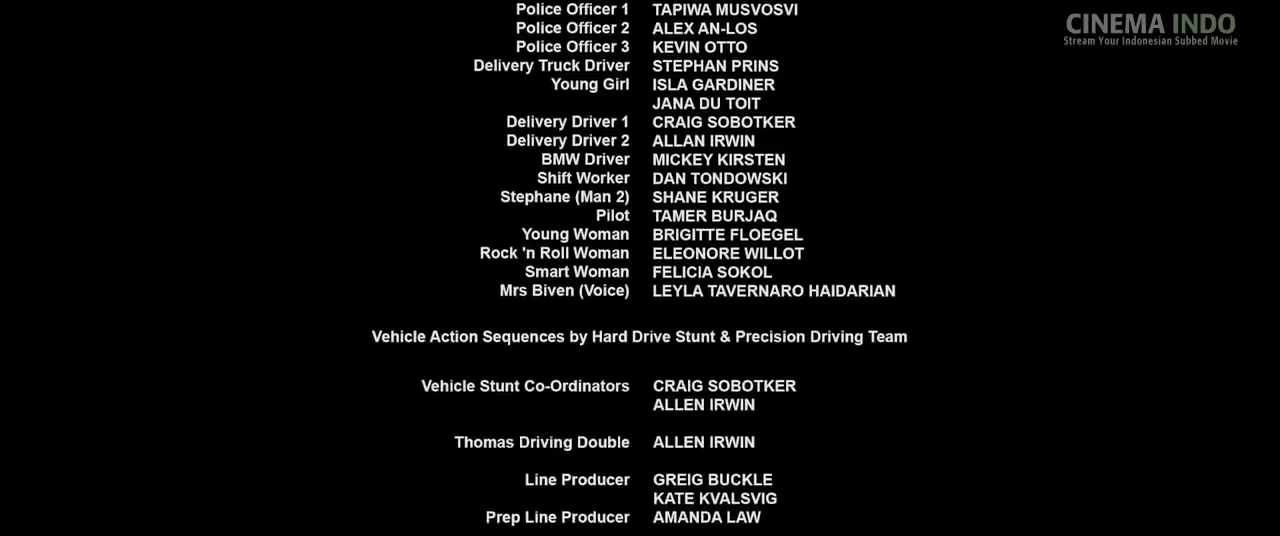 CINEMA INDO
Stream Your Indonesian Subbed Movie
Police Officer 1 TAPIWA MUSVOSVI
Police Officer 2 ALEX AN-LOS
Police Officer 3 KEVIN OTTO
Delivery Truck Driver STEPHAN PRINS
Young Girl ISLA GARDINER
JANA DU TOIT
Delivery Driver 1 CRAIG SOBOTKER
Delivery Driver 2 ALLAN IRWIN
BMW Driver MICKEY KIRSTEN
Shift Worker DAN TONDOWSKI
Stephane (Man 2) SHANE KRUGER
Pilot TAMER BURJAQ
Young Woman BRIGITTE FLOEGEL
Rock 'n Roll Woman ELEONORE WILLOT
Smart Woman FELICIA SOKOL
Mrs Biven (Voice) LEYLA TAVERNARO HAIDARIAN
Vehicle Action Sequences by Hard Drive Stunt & Precision Driving Team
Vehicle Stunt Co-Ordinators CRAIG SOBOTKER
ALLEN IRWIN
Thomas Driving Double ALLEN IRWIN
Line Producer GREIG BUCKLE
KATE KVALSVIG
Prep Line Producer AMANDA LAW